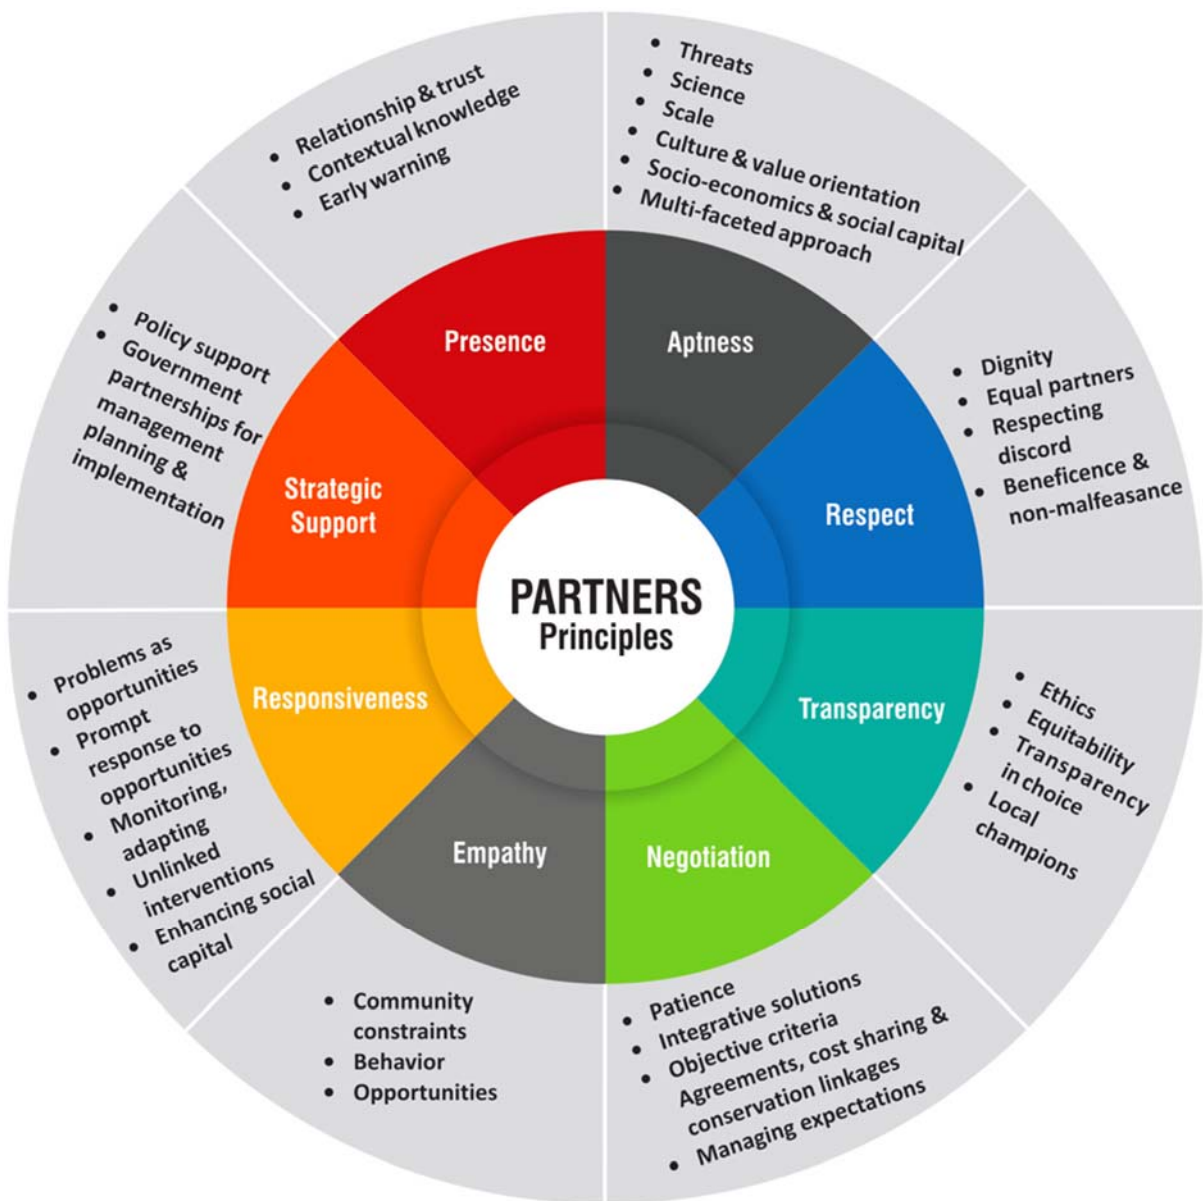 PARTNERS
Principles
Presence
• Relationship & trust
• Contextual knowledge
• Early warning
Aptness
• Threats
• Science
• Scale
• Culture & value orientation
• Socio-economics & social capital
• Multi-faceted approach
Respect
• Dignity
• Equal partners
• Respecting
discord
• Beneficence &
non-malfeasance
Transparency
• Ethics
• Equitability
• Transparency
in choice
• Local
champions
Negotiation
• Patience
• Integrative solutions
• Objective criteria
Agreements, cost sharing &
conservation linkages
• Managing expectations
Empathy
• Community
constraints
• Behavior
• Opportunities
Responsiveness
• Problems as
opportunities
• Prompt
response to
opportunities
• Monitoring,
adapting
• Unlinked
interventions
• Enhancing social
capital
Strategic
Support
• Policy support
• Government
partnerships for
management
planning &
implementation